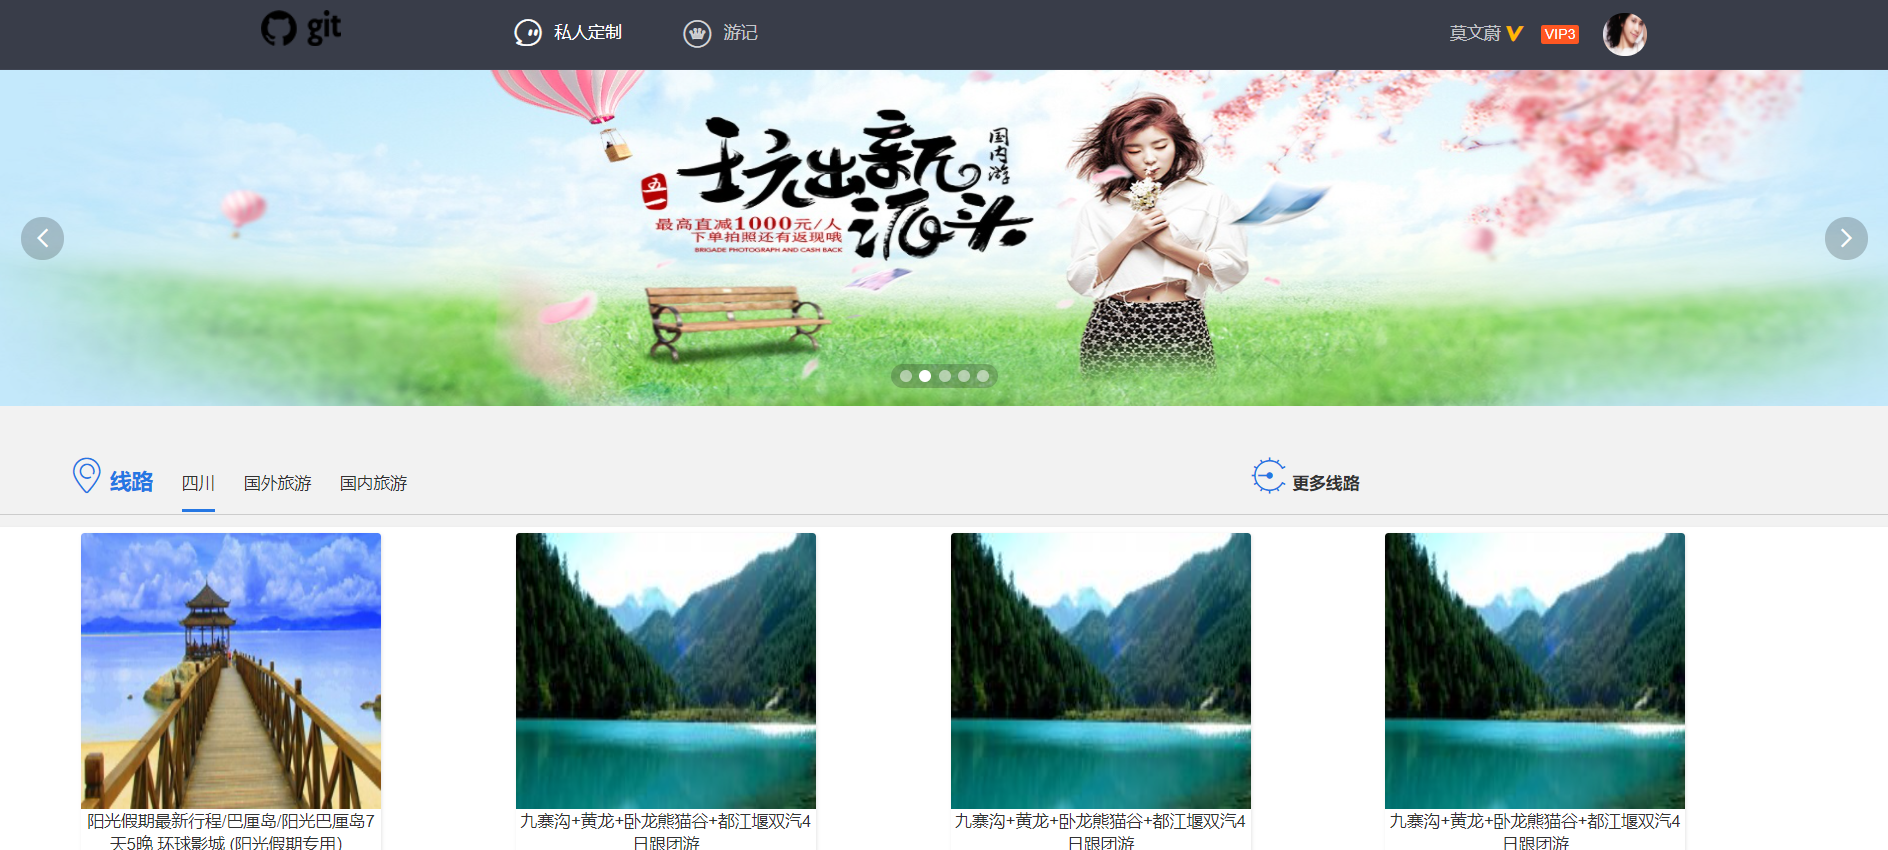 git
私人定制
游记
莫文蔚
VIP3
玩出新
派头
国内游
五一
最高直减1000元/人
下单拍照还有返现哦
BRIGADE PHOTOGRAPH AND CASH BACK
线路
四川
国外旅游
国内旅游
更多线路
阳光假期最新行程/巴厘岛/阳光巴厘岛7
天5晚 环球影城 (阳光假期专用)
九寨沟+黄龙+卧龙熊猫谷+都江堰双汽4
日跟团游
九寨沟+黄龙+卧龙熊猫谷+都江堰双汽4
日跟团游
九寨沟+黄龙+卧龙熊猫谷+都江堰双汽4
日跟团游